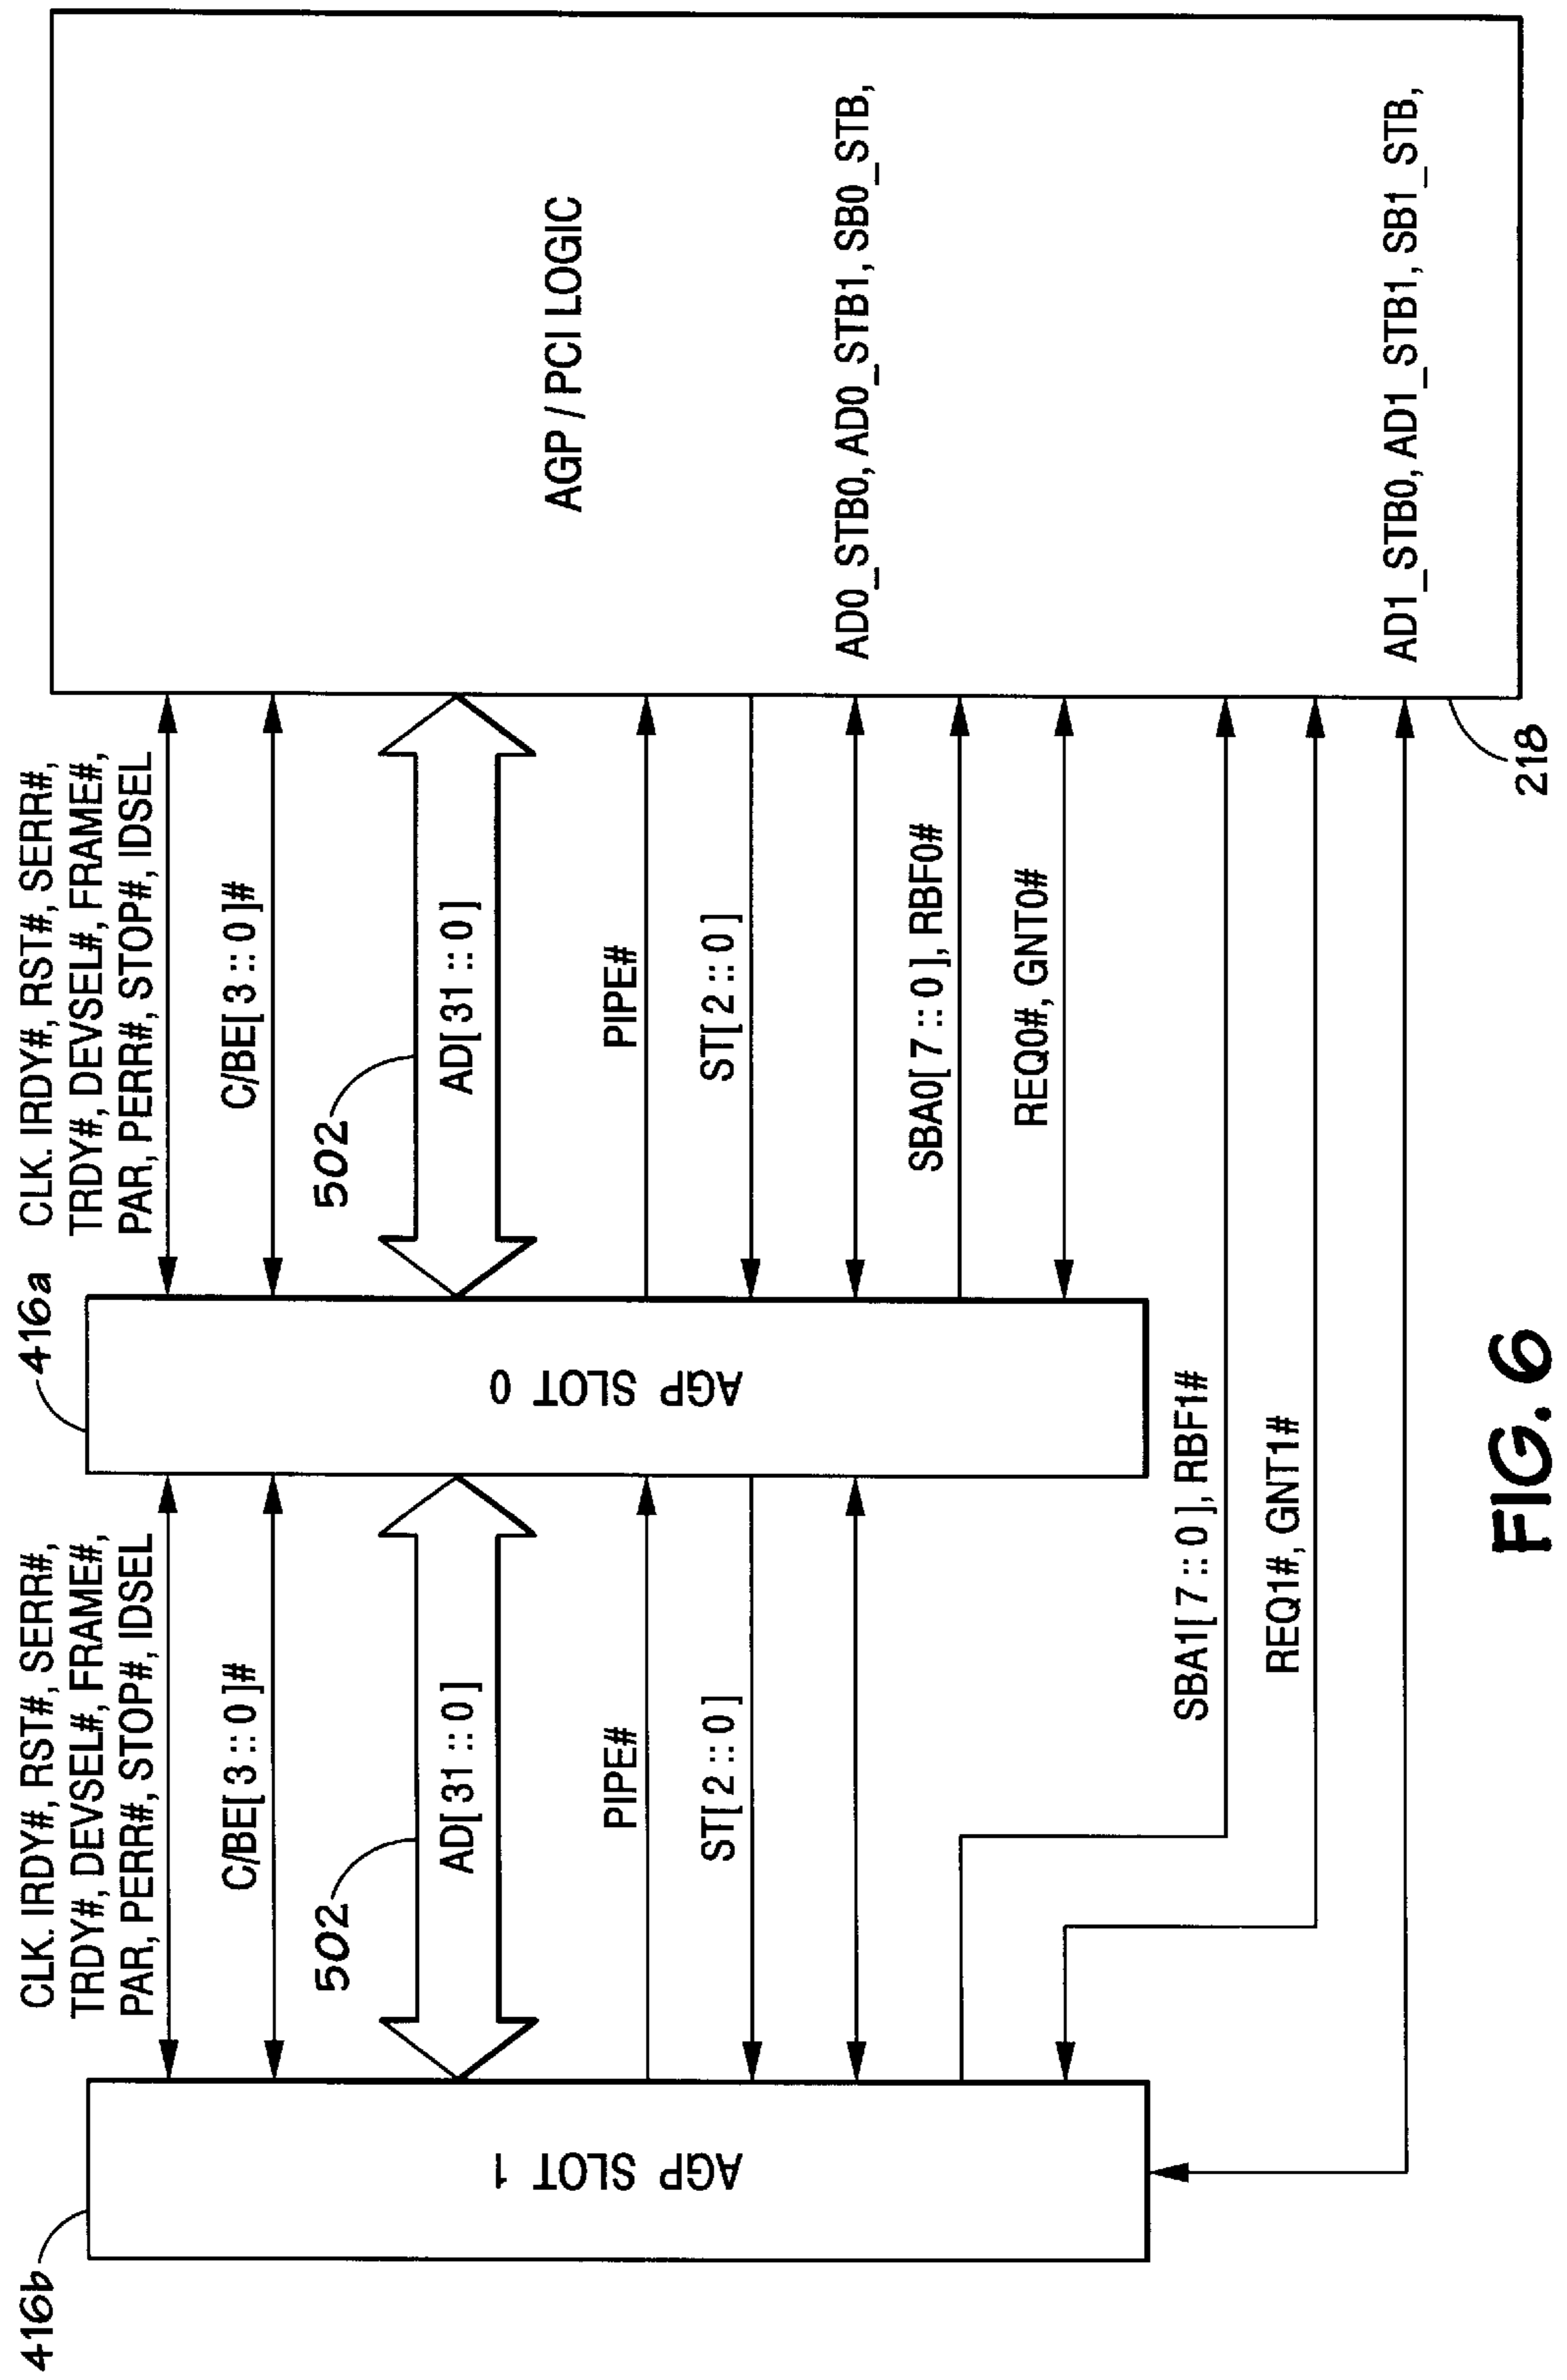 416b
416a
CLK. IRDY#, RST#, SERR#,
TRDY#, DEVSEL#, FRAME#,
PAR, PERR#, STOP#, IDSEL
CLK. IRDY#, RST#, SERR#,
TRDY#, DEVSEL#, FRAME#,
PAR, PERR#, STOP#, IDSEL
C/BE[ 3 :: 0 ]#
C/BE[ 3 :: 0 ]#
502
502
AD[ 31 :: 0 ]
AD[ 31 :: 0 ]
AGP SLOT 1
AGP SLOT 0
AGP / PCI LOGIC
PIPE#
PIPE#
ST[ 2 :: 0 ]
ST[ 2 :: 0 ]
AD0_STB0, AD0_STB1, SB0_STB,
SBA0[ 7 :: 0 ], RBF0#
REQ0#, GNT0#
SBA1[ 7 :: 0 ], RBF1#
REQ1#, GNT1#
AD1_STB0, AD1_STB1, SB1_STB,
218
FIG. 6